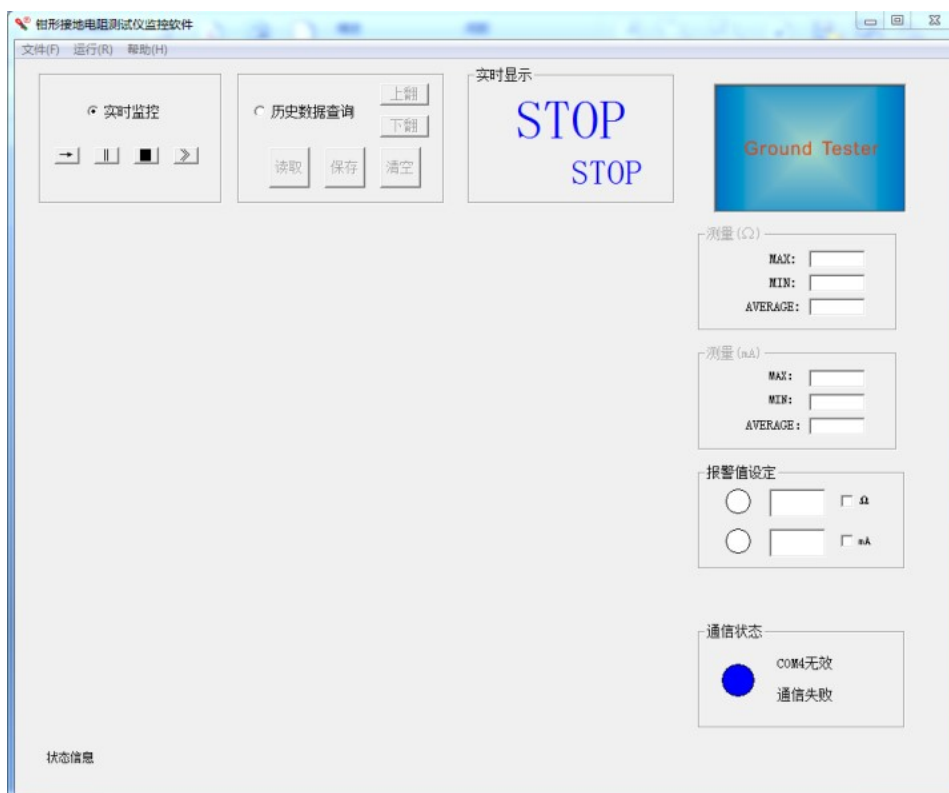 钳形接地电阻测试仪监控软件
文件(F) 运行(R) 帮助(H)
实时监控
历史数据查询
上翻
下翻
读取 保存 清空
实时显示
STOP
STOP
Ground Tester
测量(Ω)
MAX:
MIN:
AVERAGE:
测量(mA)
MAX:
MIN:
AVERAGE:
报警值设定
Ω
mA
通信状态
COM4无效
通信失败
状态信息